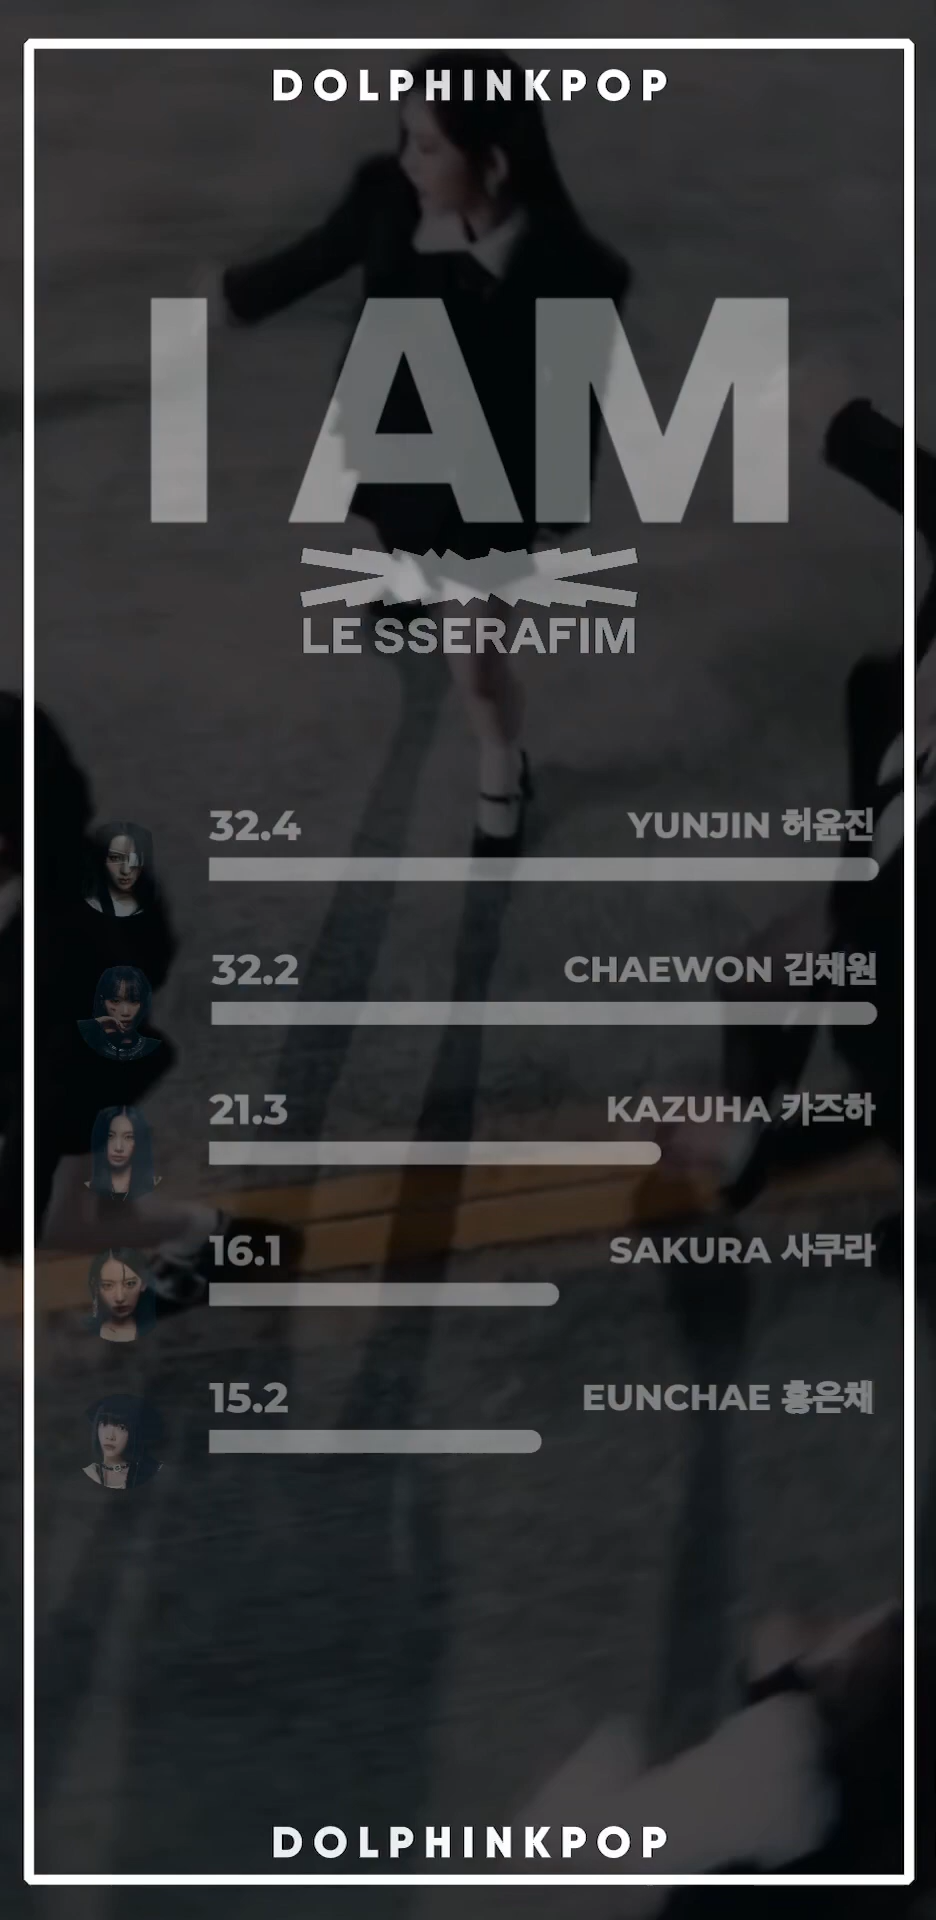 DOLPHINKPOP
I AM
LE SSERAFIM
32.4 YUNJIN 허윤진
32.2 CHAEWON 김채원
21.3 KAZUHA 카즈하
16.1 SAKURA 사쿠라
15.2 EUNCHAE 홍은채
DOLPHINKPOP